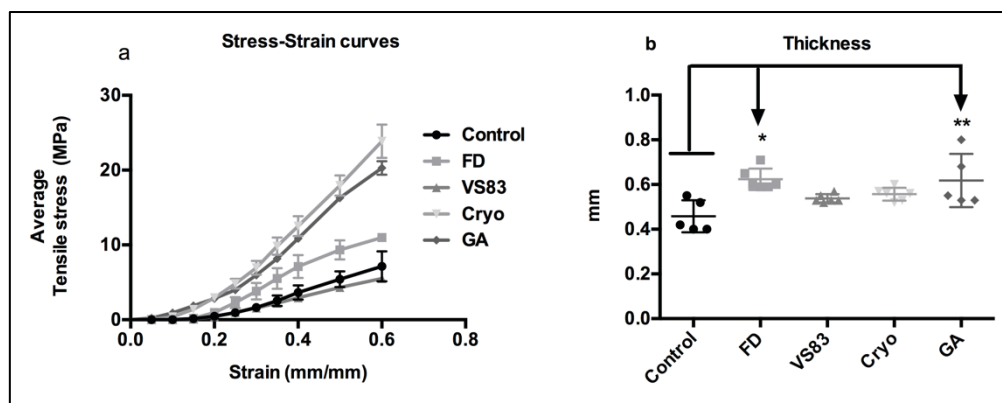 a
Stress-Strain curves
Average
Tensile stress (MPa)
30
20
10
0
0.0
0.2
0.4
0.6
0.8
Strain (mm/mm)
Control
FD
VS83
Cryo
GA
b
Thickness
mm
1.0
0.8
0.6
0.4
0.2
0.0
*
**
Control
FD
VS83
Cryo
GA